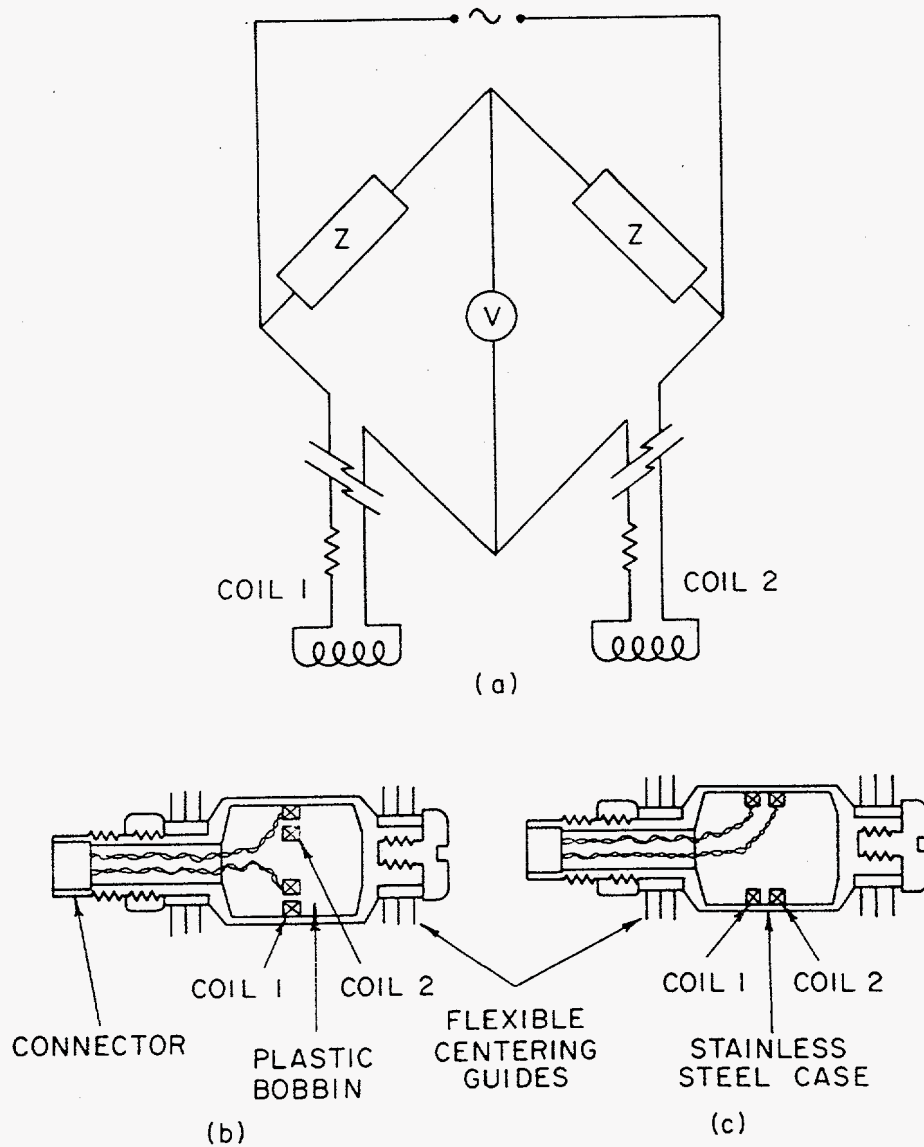 ~
Z
Z
V
COIL 1
COIL 2
(a)
COIL 1
COIL 2
COIL 1
COIL 2
CONNECTOR
PLASTIC
BOBBIN
FLEXIBLE
CENTERING
GUIDES
STAINLESS
STEEL CASE
(b)
(c)